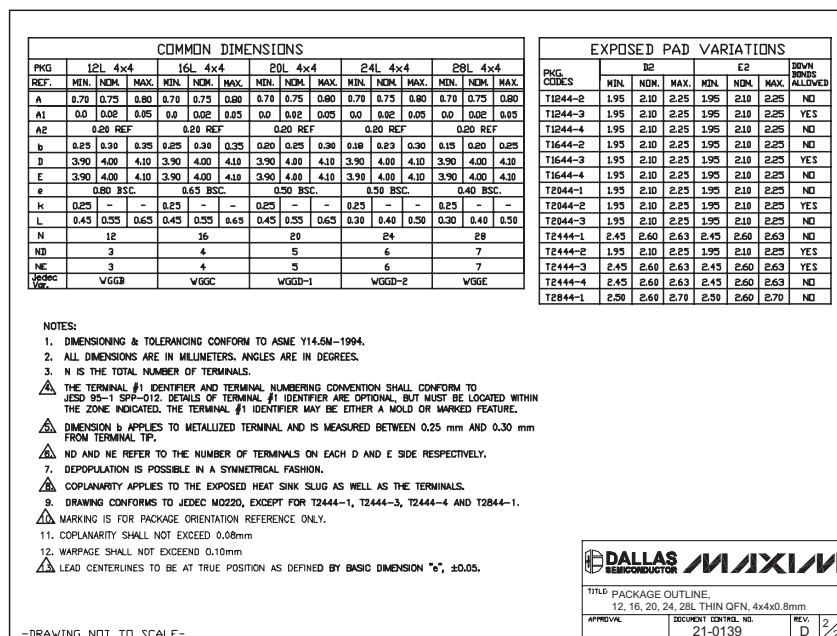 COMMON DIMENSIONS
PKG 12L 4x4 16L 4x4 20L 4x4 24L 4x4 28L 4x4
REF. MIN. NOM. MAX. MIN. NOM. MAX. MIN. NOM. MAX. MIN. NOM. MAX. MIN. NOM. MAX.
A 0.70 0.75 0.80 0.70 0.75 0.80 0.70 0.75 0.80 0.70 0.75 0.80 0.70 0.75 0.80
A1 0.0 0.02 0.05 0.0 0.02 0.05 0.0 0.02 0.05 0.0 0.02 0.05 0.0 0.02 0.05
A2 0.20 REF 0.20 REF 0.20 REF 0.20 REF 0.20 REF
b 0.25 0.30 0.35 0.25 0.30 0.35 0.20 0.25 0.30 0.18 0.23 0.30 0.15 0.20 0.25
D 3.90 4.00 4.10 3.90 4.00 4.10 3.90 4.00 4.10 3.90 4.00 4.10 3.90 4.00 4.10
E 3.90 4.00 4.10 3.90 4.00 4.10 3.90 4.00 4.10 3.90 4.00 4.10 3.90 4.00 4.10
e 0.80 BSC. 0.65 BSC. 0.50 BSC. 0.50 BSC. 0.40 BSC.
k 0.25 - - 0.25 - - 0.25 - - 0.25 - - 0.25 - -
L 0.45 0.55 0.65 0.45 0.55 0.65 0.45 0.55 0.65 0.30 0.40 0.50 0.30 0.40 0.50
N 12 16 20 24 28
ND 3 4 5 6 7
NE 3 4 5 6 7
Jedec Var. WGGB WGGC WGGD-1 WGGD-2 WGGE
EXPOSED PAD VARIATIONS
PKG. CODES D2 E2 DOWN BONDS ALLOWED
MIN. NOM. MAX. MIN. NOM. MAX.
T1244-2 1.95 2.10 2.25 1.95 2.10 2.25 NO
T1244-3 1.95 2.10 2.25 1.95 2.10 2.25 YES
T1244-4 1.95 2.10 2.25 1.95 2.10 2.25 NO
T1644-2 1.95 2.10 2.25 1.95 2.10 2.25 NO
T1644-3 1.95 2.10 2.25 1.95 2.10 2.25 YES
T1644-4 1.95 2.10 2.25 1.95 2.10 2.25 NO
T2044-1 1.95 2.10 2.25 1.95 2.10 2.25 NO
T2044-2 1.95 2.10 2.25 1.95 2.10 2.25 YES
T2044-3 1.95 2.10 2.25 1.95 2.10 2.25 NO
T2444-1 2.45 2.60 2.63 2.45 2.60 2.63 NO
T2444-2 1.95 2.10 2.25 1.95 2.10 2.25 YES
T2444-3 2.45 2.60 2.63 2.45 2.60 2.63 YES
T2444-4 2.45 2.60 2.63 2.45 2.60 2.63 NO
T2844-1 2.50 2.60 2.70 2.50 2.60 2.70 NO
NOTES:
1. DIMENSIONING & TOLERANCING CONFORM TO ASME Y14.5M-1994.
2. ALL DIMENSIONS ARE IN MILLIMETERS. ANGLES ARE IN DEGREES.
3. N IS THE TOTAL NUMBER OF TERMINALS.
4. THE TERMINAL #1 IDENTIFIER AND TERMINAL NUMBERING CONVENTION SHALL CONFORM TO
JESD 95-1 SPP-012. DETAILS OF TERMINAL #1 IDENTIFIER ARE OPTIONAL, BUT MUST BE LOCATED WITHIN
THE ZONE INDICATED. THE TERMINAL #1 IDENTIFIER MAY BE EITHER A MOLD OR MARKED FEATURE.
5. DIMENSION b APPLIES TO METALLIZED TERMINAL AND IS MEASURED BETWEEN 0.25 mm AND 0.30 mm
FROM TERMINAL TIP.
6. ND AND NE REFER TO THE NUMBER OF TERMINALS ON EACH D AND E SIDE RESPECTIVELY.
7. DEPOPULATION IS POSSIBLE IN A SYMMETRICAL FASHION.
8. COPLANARITY APPLIES TO THE EXPOSED HEAT SINK SLUG AS WELL AS THE TERMINALS.
9. DRAWING CONFORMS TO JEDEC MO220, EXCEPT FOR T2444-1, T2444-3, T2444-4 AND T2844-1.
10. MARKING IS FOR PACKAGE ORIENTATION REFERENCE ONLY.
11. COPLANARITY SHALL NOT EXCEED 0.08mm
12. WARPAGE SHALL NOT EXCEEND 0.10mm
13. LEAD CENTERLINES TO BE AT TRUE POSITION AS DEFINED BY BASIC DIMENSION "e", ±0.05.
-DRAWING NOT TO SCALE-
DALLAS SEMICONDUCTOR MAXIM
TITLE: PACKAGE OUTLINE,
12, 16, 20, 24, 28L THIN QFN, 4x4x0.8mm
APPROVAL DOCUMENT CONTROL NO. REV.
21-0139 D 2/